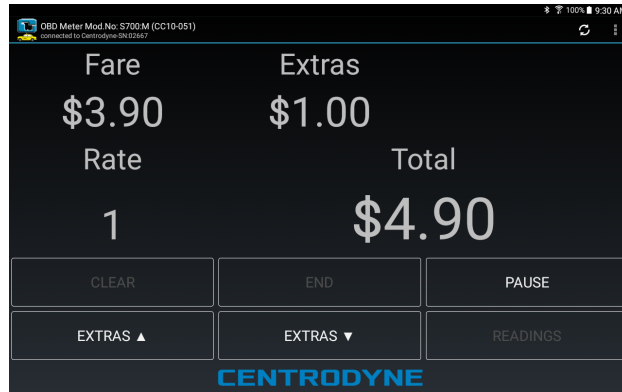 100% 9:30 AM
OBD Meter Mod.No: S700:M (CC10-051)
connected to Centrodyne-SN:02667
Fare Extras
$3.90 $1.00
Rate Total
1 $4.90
CLEAR END PAUSE
EXTRAS ▲ EXTRAS ▼ READINGS
CENTRODYNE